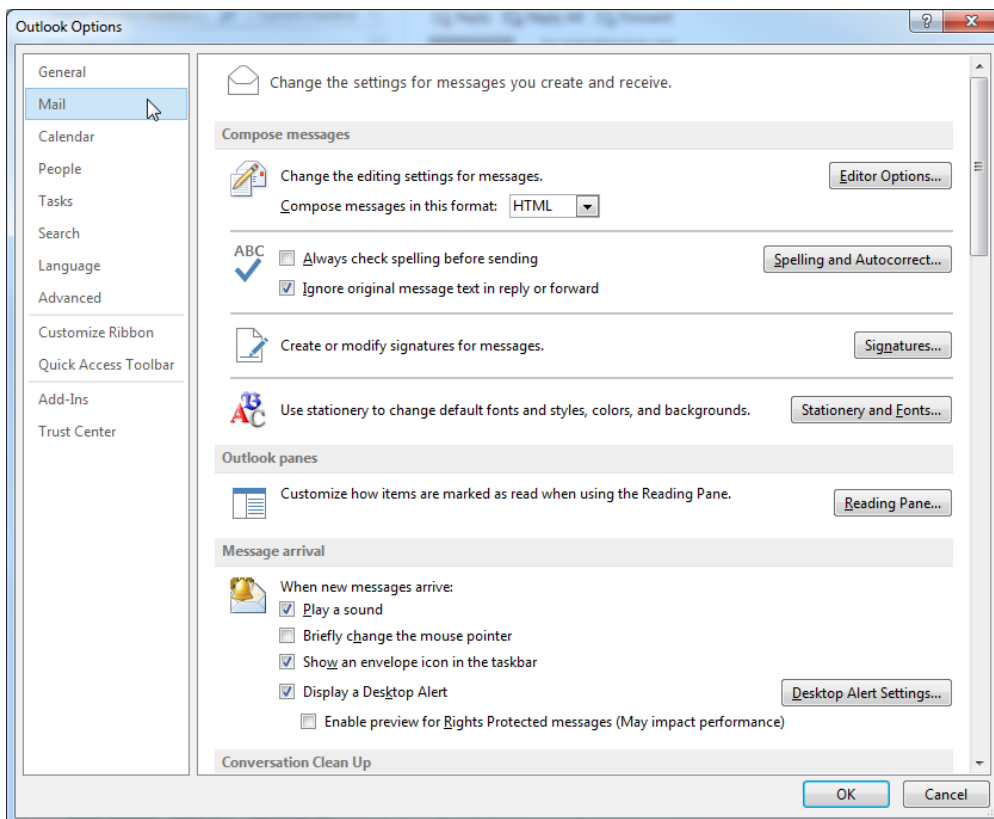 Outlook Options
General
Mail
Calendar
People
Tasks
Search
Language
Advanced
Customize Ribbon
Quick Access Toolbar
Add-Ins
Trust Center
Change the settings for messages you create and receive.
Compose messages
Change the editing settings for messages.
Editor Options...
Compose messages in this format: HTML
ABC
Always check spelling before sending
Spelling and Autocorrect...
Ignore original message text in reply or forward
Create or modify signatures for messages.
Signatures...
Use stationery to change default fonts and styles, colors, and backgrounds.
Stationery and Fonts...
Outlook panes
Customize how items are marked as read when using the Reading Pane.
Reading Pane...
Message arrival
When new messages arrive:
Play a sound
Briefly change the mouse pointer
Show an envelope icon in the taskbar
Display a Desktop Alert
Desktop Alert Settings...
Enable preview for Rights Protected messages (May impact performance)
Conversation Clean Up
OK
Cancel